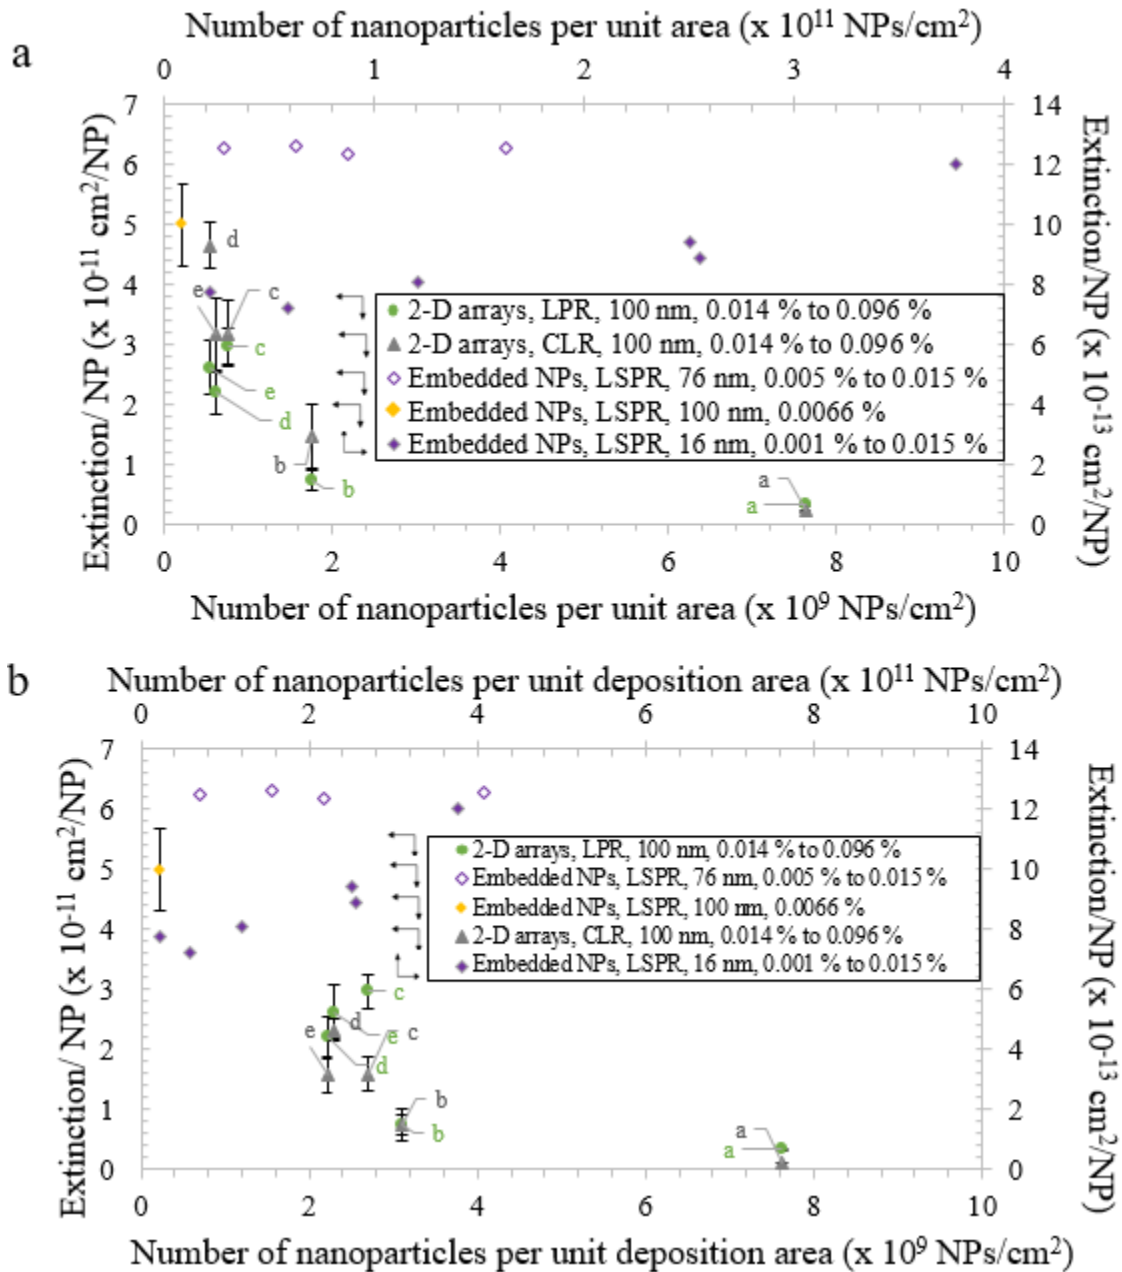 a
Number of nanoparticles per unit area (x 10¹¹ NPs/cm²)
0 1 2 3 4
Extinction/ NP (x 10⁻¹¹ cm²/NP)
7
6
5
4
3
2
1
0
14
12
10
8
6
4
2
0
Extinction/NP (x 10⁻¹³ cm²/NP)
d
e
c
c
e
d
b
b
a
a
2-D arrays, LPR, 100 nm, 0.014 % to 0.096 %
2-D arrays, CLR, 100 nm, 0.014 % to 0.096 %
Embedded NPs, LSPR, 76 nm, 0.005 % to 0.015 %
Embedded NPs, LSPR, 100 nm, 0.0066 %
Embedded NPs, LSPR, 16 nm, 0.001 % to 0.015 %
0 2 4 6 8 10
Number of nanoparticles per unit area (x 10⁹ NPs/cm²)
b
Number of nanoparticles per unit deposition area (x 10¹¹ NPs/cm²)
0 2 4 6 8 10
Extinction/ NP (x 10⁻¹¹ cm²/NP)
7
6
5
4
3
2
1
0
14
12
10
8
6
4
2
0
Extinction/NP (x 10⁻¹³ cm²/NP)
2-D arrays, LPR, 100 nm, 0.014 % to 0.096 %
Embedded NPs, LSPR, 76 nm, 0.005 % to 0.015 %
Embedded NPs, LSPR, 100 nm, 0.0066 %
2-D arrays, CLR, 100 nm, 0.014 % to 0.096 %
Embedded NPs, LSPR, 16 nm, 0.001 % to 0.015 %
c
e
d
e
c
d
b
b
a
a
0 2 4 6 8 10
Number of nanoparticles per unit deposition area (x 10⁹ NPs/cm²)